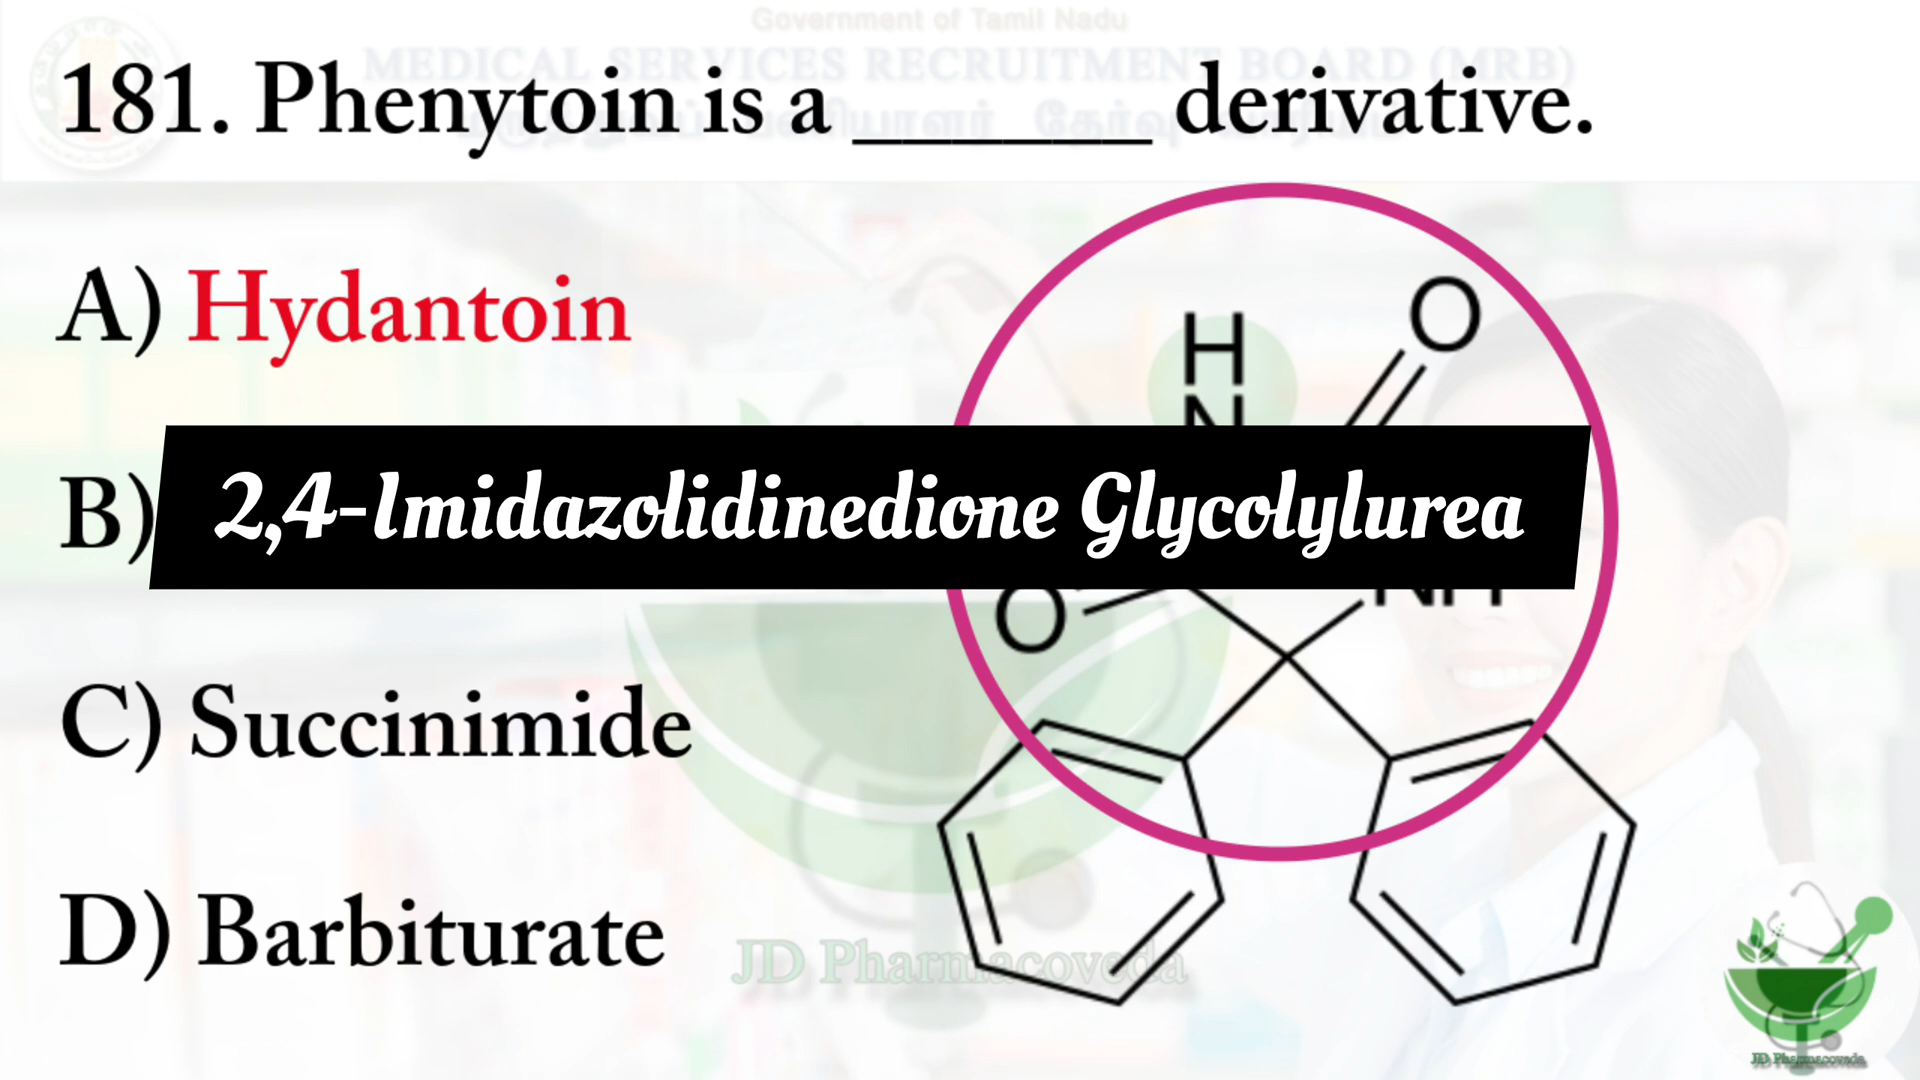 Government of Tamil Nadu
MEDICAL SERVICES RECRUITMENT BOARD (MRB)
181. Phenytoin is a ______ derivative.
A) Hydantoin
B)
2,4-Imidazolidinedione Glycolylurea
C) Succinimide
D) Barbiturate
H
N
O
O
NH
JD Pharmacoveda
JD Pharmacoveda